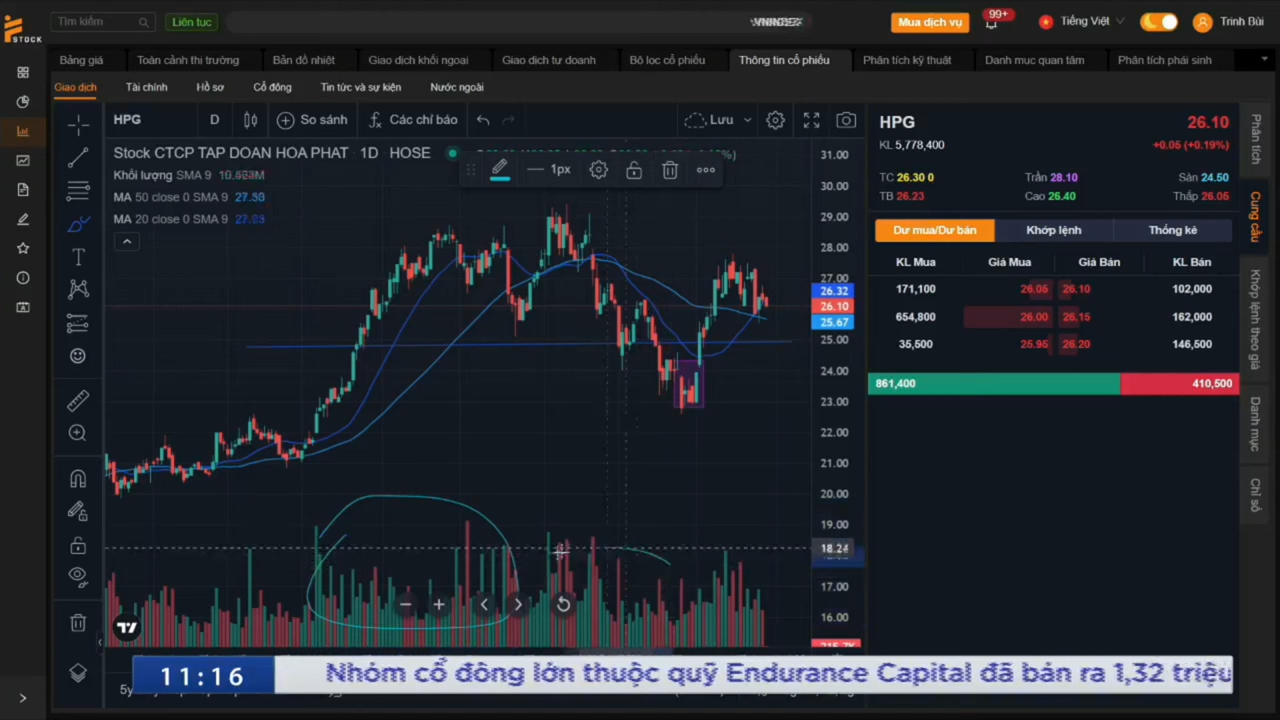 Tìm kiếm
Liên tục
VNINDEX
Mua dịch vụ
99+
Tiếng Việt
Trinh Bùi
STOCK
Bảng giá
Toàn cảnh thị trường
Bản đồ nhiệt
Giao dịch khối ngoại
Giao dịch tự doanh
Bộ lọc cổ phiếu
Thông tin cổ phiếu
Phân tích kỹ thuật
Danh mục quan tâm
Phân tích phái sinh
Giao dịch
Tài chính
Hồ sơ
Cổ đông
Tin tức và sự kiện
Nước ngoài
HPG
D
So sánh
Các chỉ báo
Lưu
Stock CTCP TAP DOAN HOA PHAT 1D HOSE
1px
Khối lượng SMA 9
MA 50 close 0 SMA 9
MA 20 close 0 SMA 9
31.00
30.00
29.00
28.00
27.00
26.32
26.10
25.67
25.00
24.00
23.00
22.00
21.00
20.00
19.00
18.24
17.00
16.00
HPG 26.10
KL 5,778,400 +0.05 (+0.19%)
TC 26.30 0 Trần 28.10 Sàn 24.50
TB 26.23 Cao 26.40 Thấp 26.05
Dư mua/Dư bán Khớp lệnh Thống kê
KL Mua Giá Mua Giá Bán KL Bán
171,100 26.05 26.10 102,000
654,800 26.00 26.15 162,000
35,500 25.95 26.20 146,500
861,400 410,500
Phân tích
Cung cầu
Khớp lệnh theo giá
Danh mục
Chỉ số
5y
11:16
Nhóm cổ đông lớn thuộc quỹ Endurance Capital đã bán ra 1,32 triệu